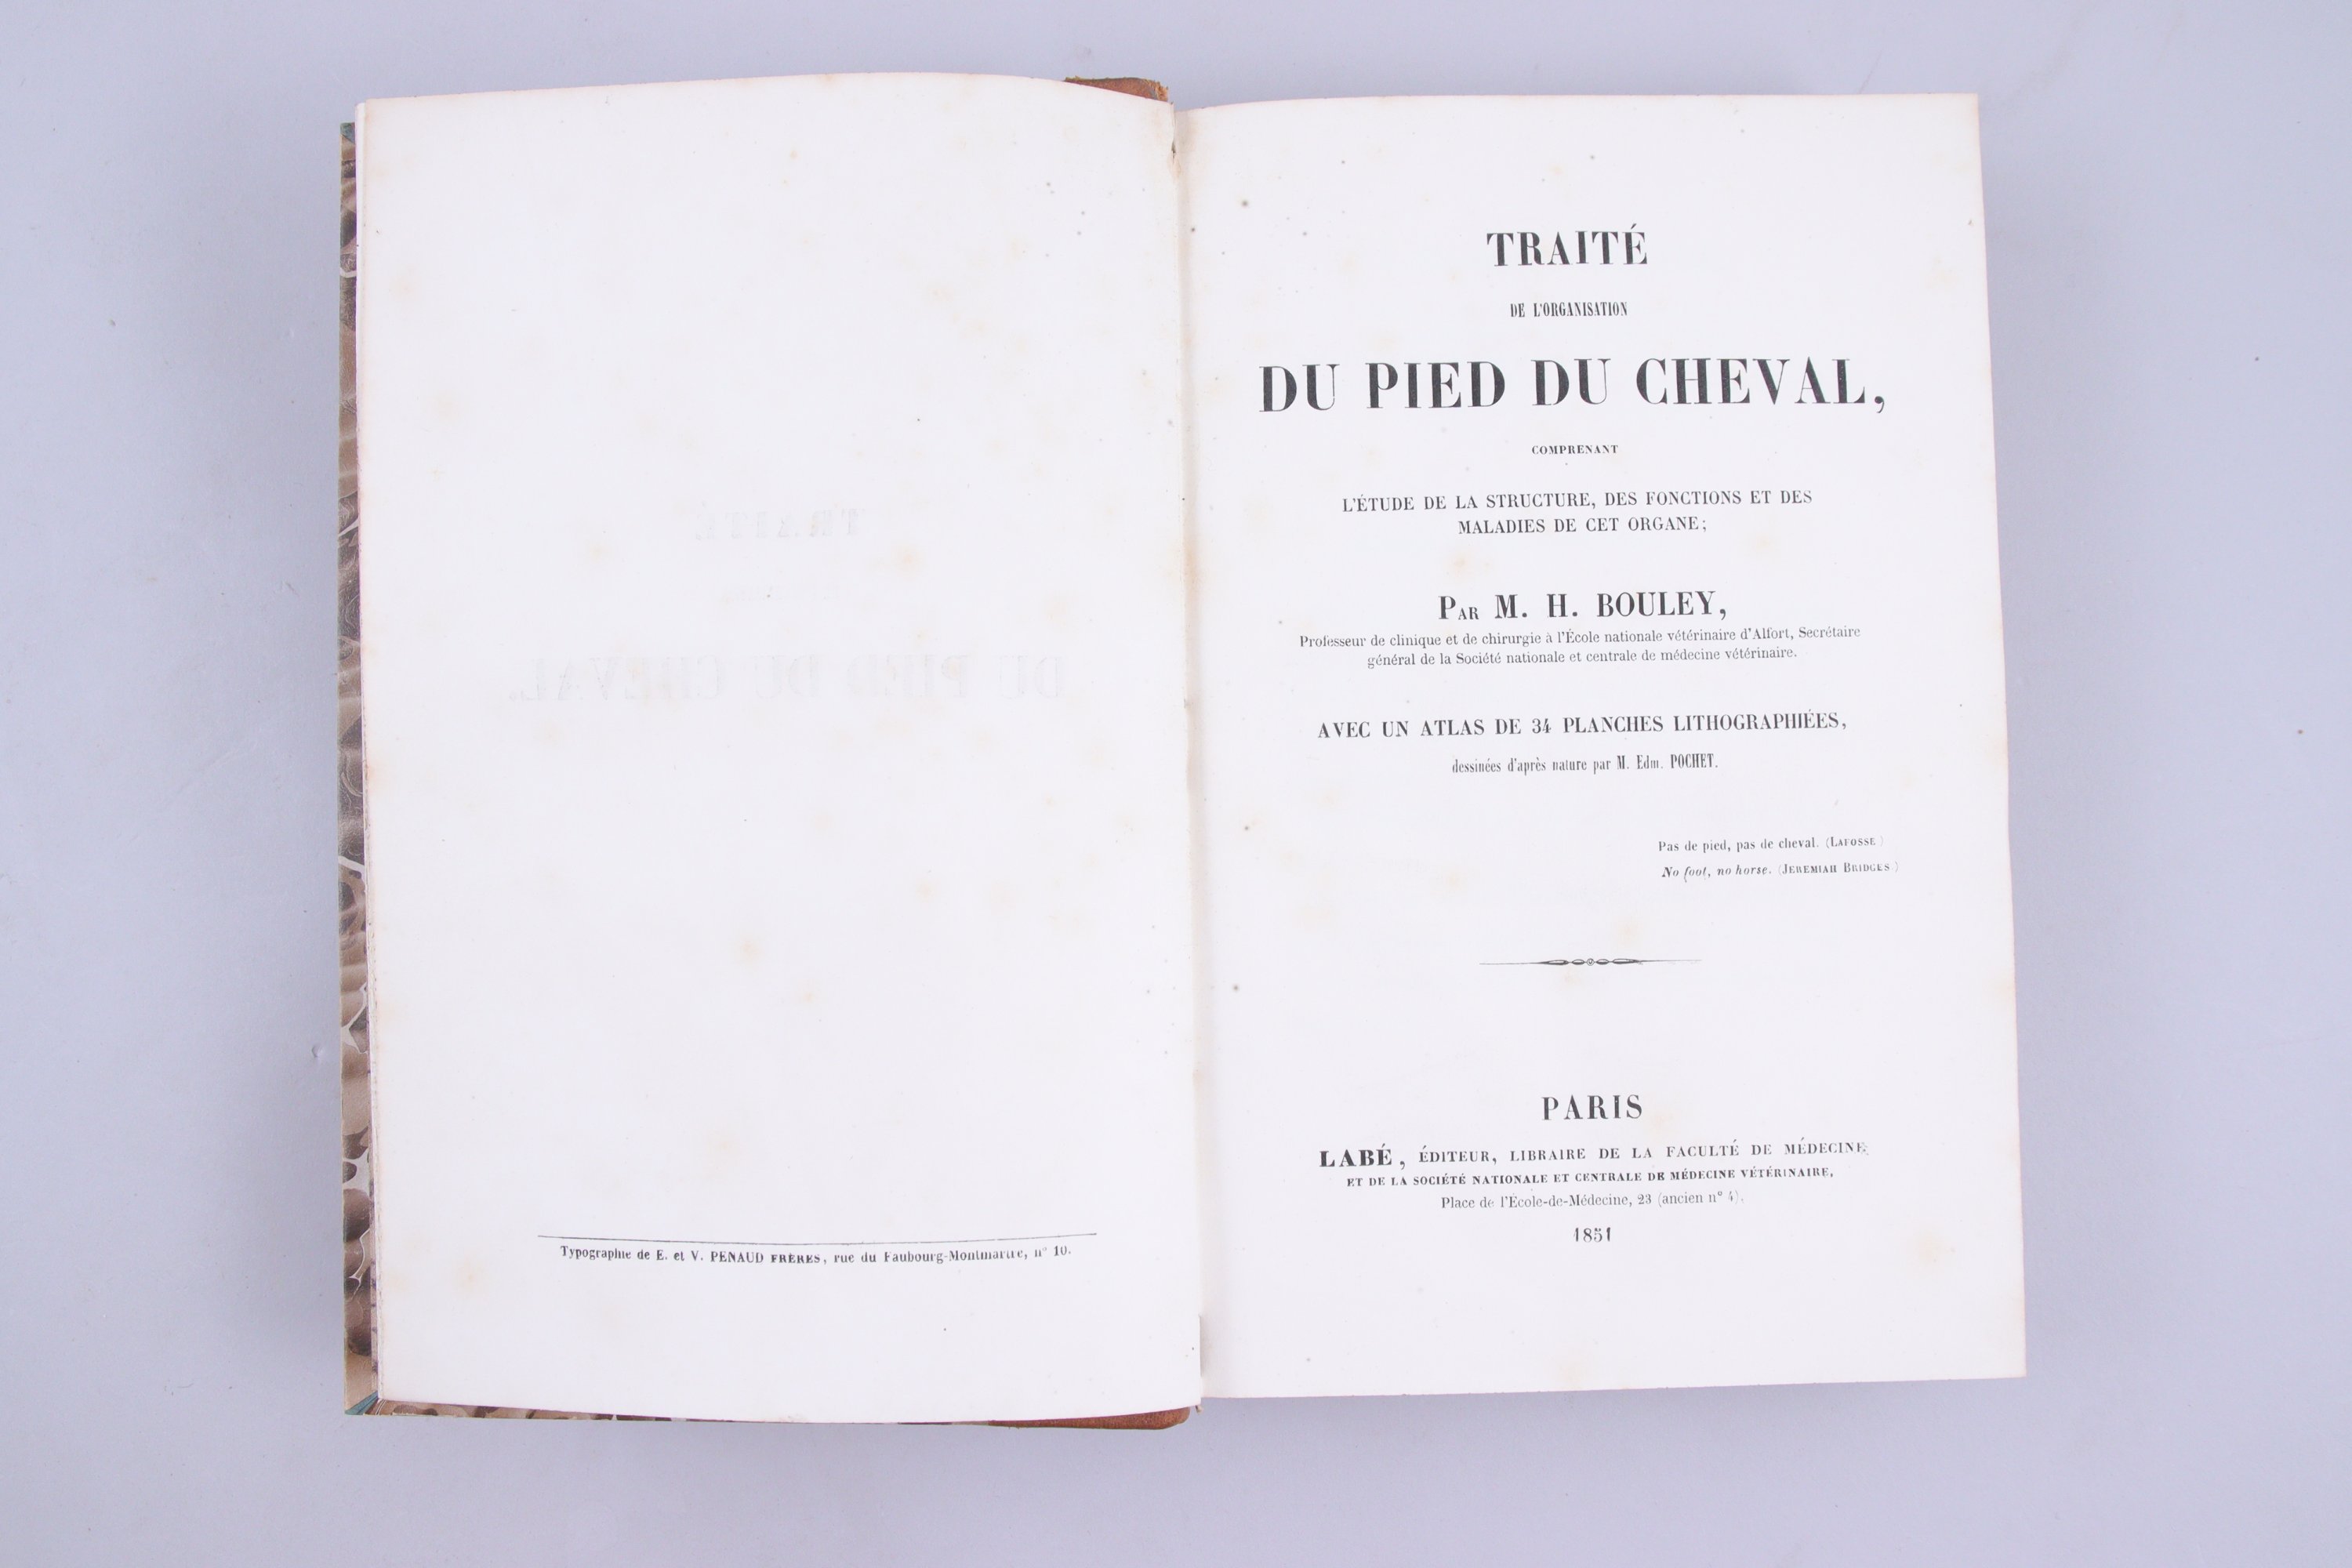 Typographie de E. et V. PENAUD FRÈRES, rue du Faubourg-Montmartre, n° 10.
TRAITÉ
DE L'ORGANISATION
DU PIED DU CHEVAL,
COMPRENANT
L'ÉTUDE DE LA STRUCTURE, DES FONCTIONS ET DES
MALADIES DE CET ORGANE;
PAR M. H. BOULEY,
Professeur de clinique et de chirurgie à l'École nationale vétérinaire d'Alfort, Secrétaire
général de la Société nationale et centrale de médecine vétérinaire.
AVEC UN ATLAS DE 34 PLANCHES LITHOGRAPHIÉES,
dessinées d'après nature par M. Edm. POCHET.
Pas de pied, pas de cheval. (LAFOSSE)
No foot, no horse. (JEREMIAH BRIDGES)
PARIS
LABÉ, ÉDITEUR, LIBRAIRE DE LA FACULTÉ DE MÉDECINE
ET DE LA SOCIÉTÉ NATIONALE ET CENTRALE DE MÉDECINE VÉTÉRINAIRE,
Place de l'École-de-Médecine, 23 (ancien n° 4).
1851